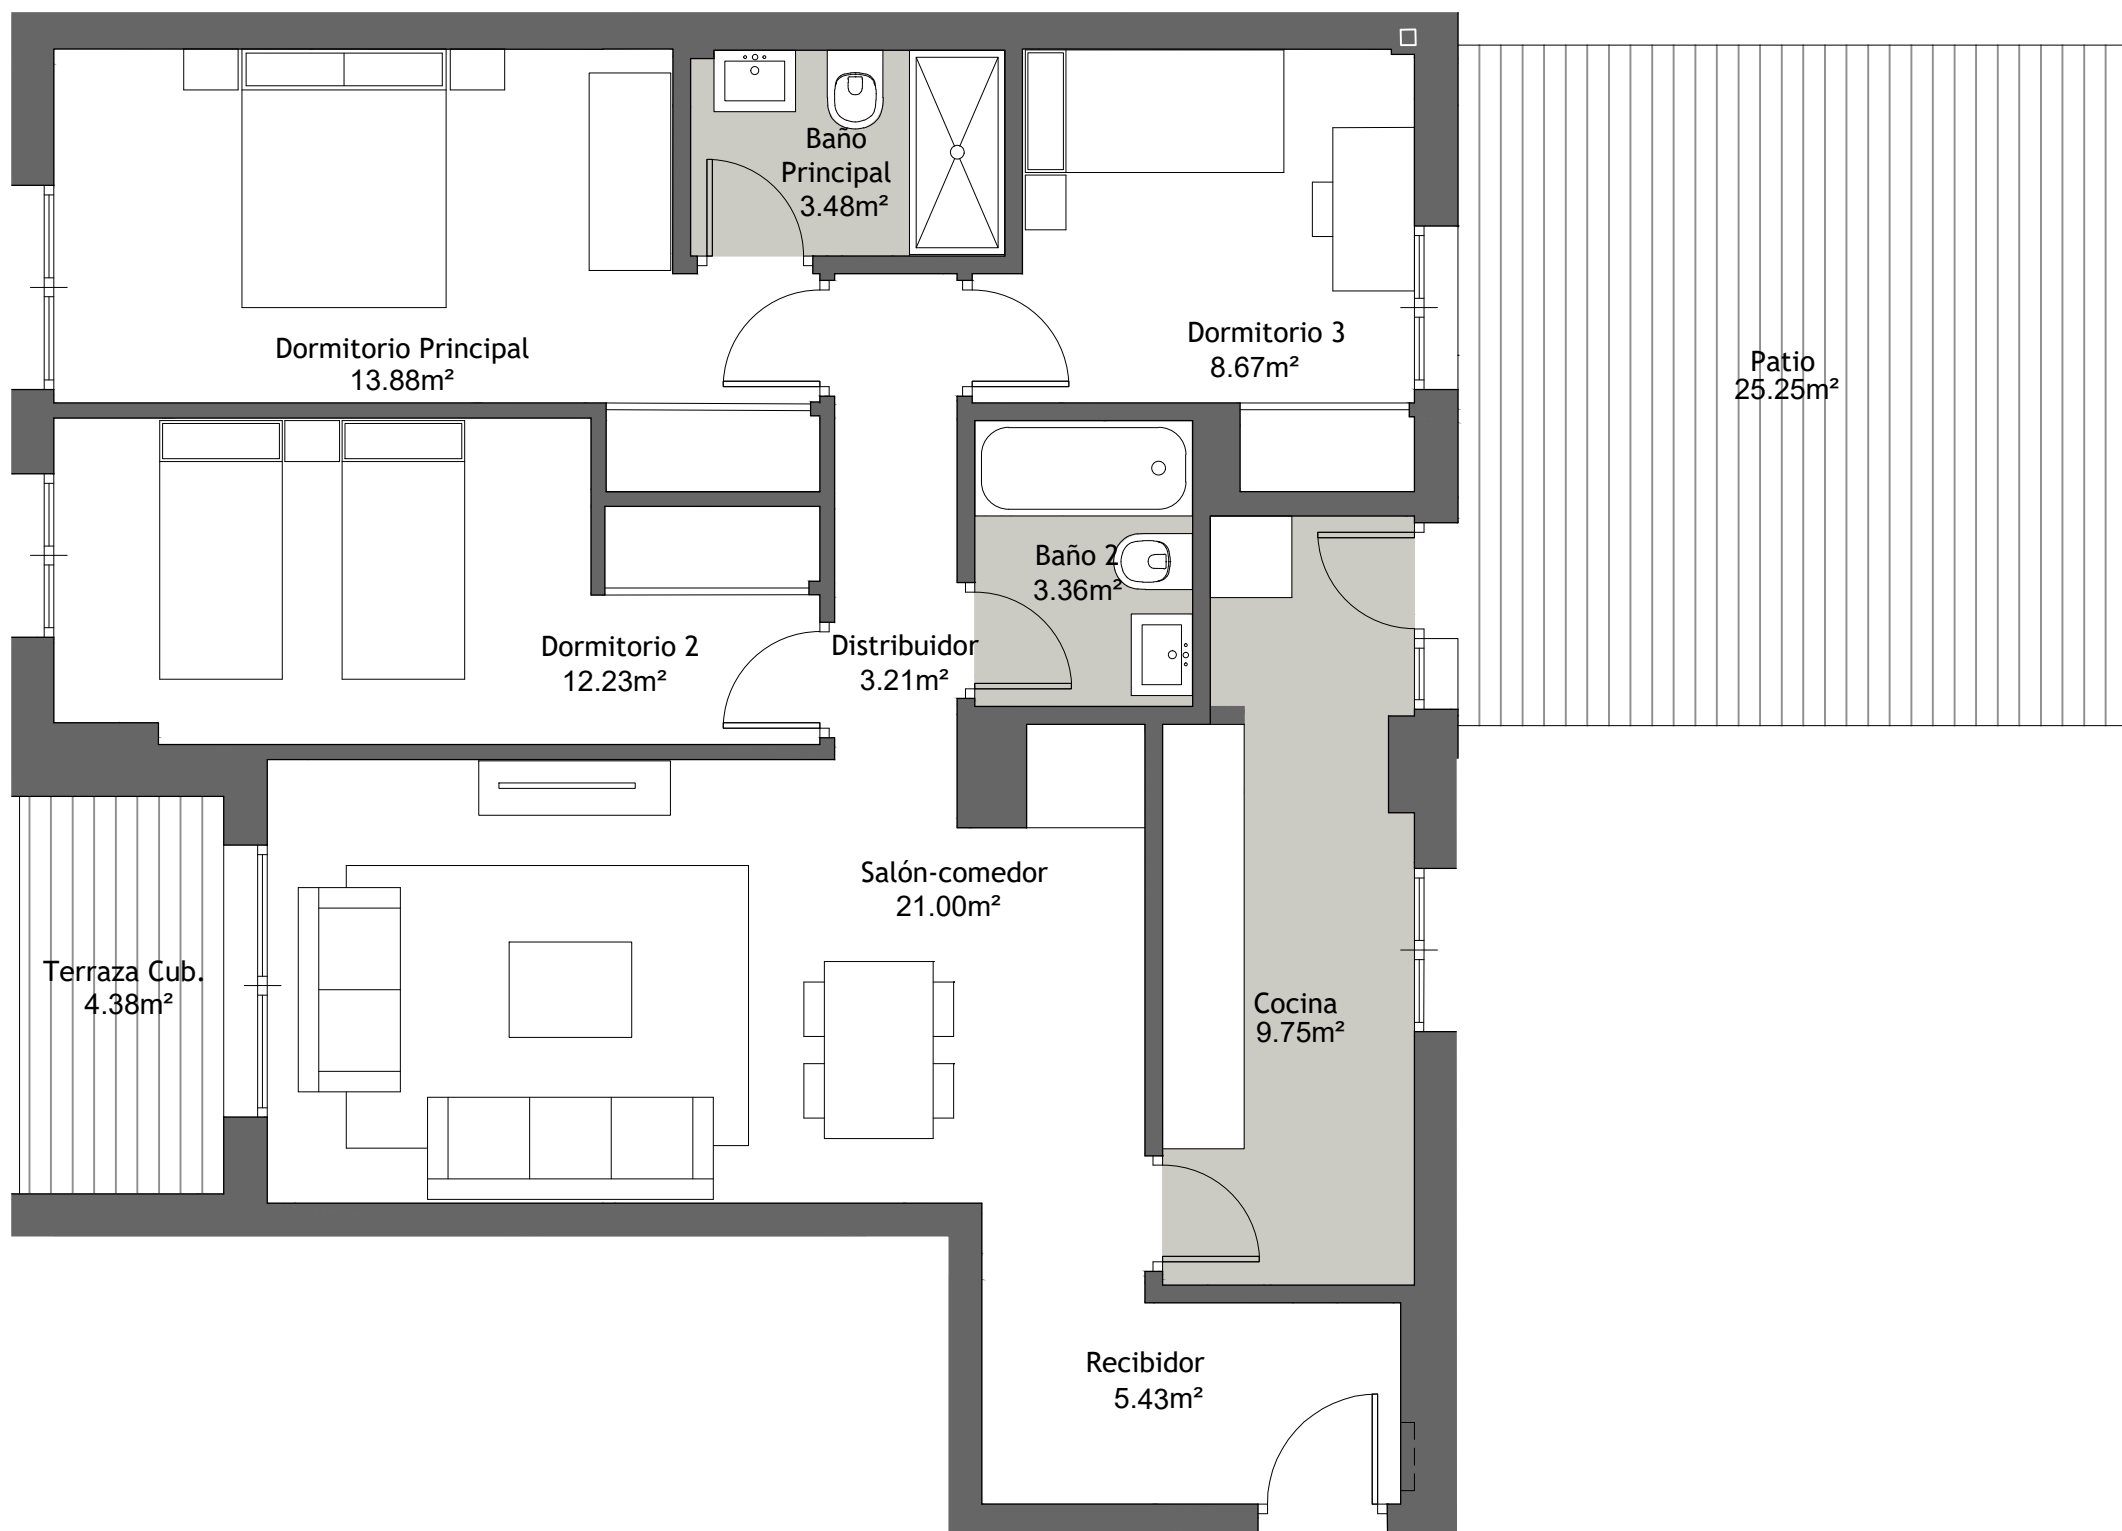 Baño
Principal
3.48m²
Dormitorio Principal
13.88m²
Dormitorio 3
8.67m²
Patio
25.25m²
Baño 2
3.36m²
Dormitorio 2
12.23m²
Distribuidor
3.21m²
Salón-comedor
21.00m²
Terraza Cub.
4.38m²
Cocina
9.75m²
Recibidor
5.43m²